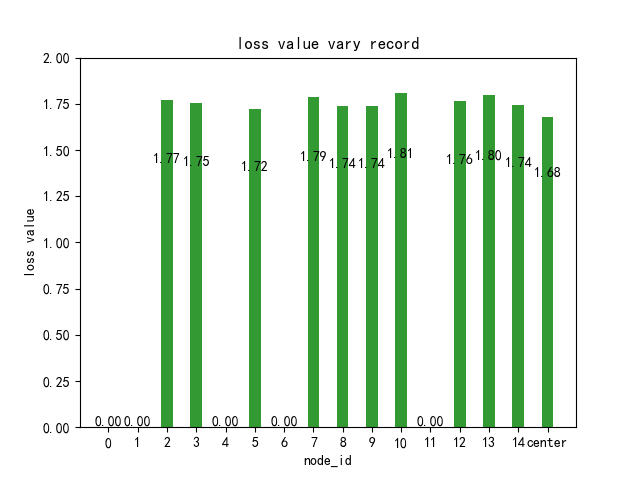 loss value vary record
loss value
2.00
1.75
1.50
1.25
1.00
0.75
0.50
0.25
0.00
0.00 0.00 1.77 1.75 0.00 1.72 0.00 1.79 1.74 1.74 1.81 0.00 1.76 1.80 1.74 1.68
0 1 2 3 4 5 6 7 8 9 10 11 12 13 14 center
node_id